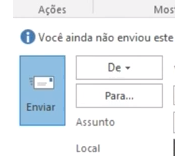 Ações Mos
Você ainda não enviou este
De
Para...
Enviar
Assunto
Local